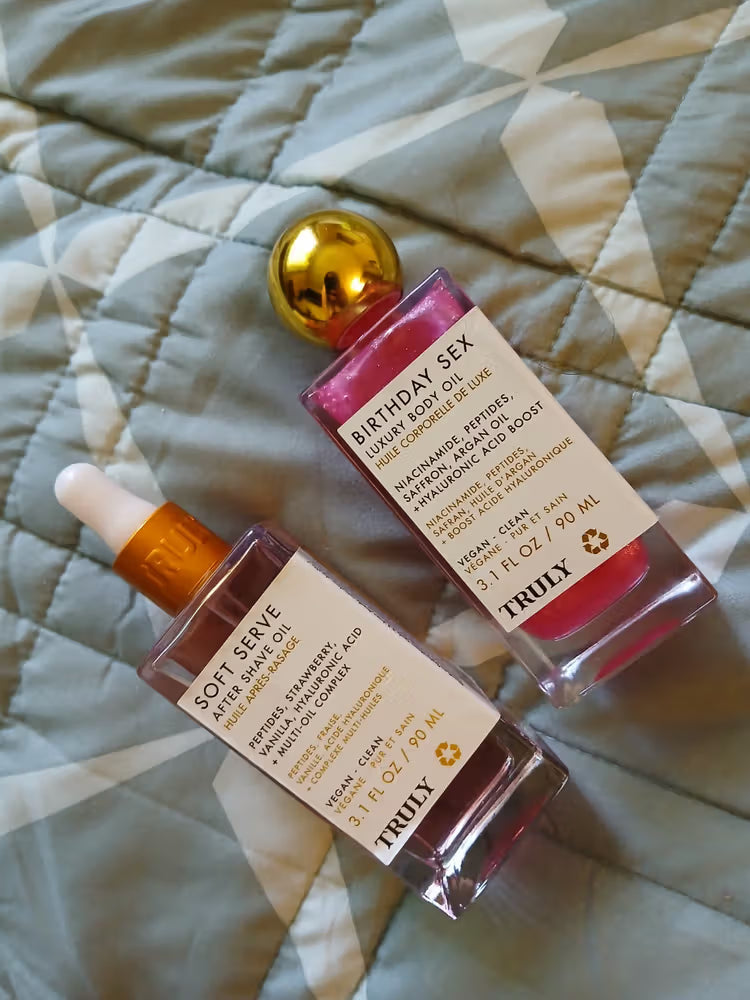 BIRTHDAY SEX
LUXURY BODY OIL
HUILE CORPORELLE DE LUXE
NIACINAMIDE, PEPTIDES,
SAFFRON, ARGAN OIL
+HYALURONIC ACID BOOST
NIACINAMIDE, PEPTIDES,
SAFRAN, HUILE D'ARGAN
+ BOOST ACIDE HYALURONIQUE
VEGAN - CLEAN
VÉGANE - PUR ET SAIN
3.1 FL OZ / 90 ML
TRULY
SOFT SERVE
AFTER SHAVE OIL
HUILE APRÈS-RASAGE
PEPTIDES, STRAWBERRY,
VANILLA, HYALURONIC ACID
+ MULTI-OIL COMPLEX
PEPTIDES, FRAISE,
VANILLE, ACIDE HYALURONIQUE
+ COMPLEXE MULTI-HUILES
VEGAN - CLEAN
VÉGANE - PUR ET SAIN
3.1 FL OZ / 90 ML
TRULY